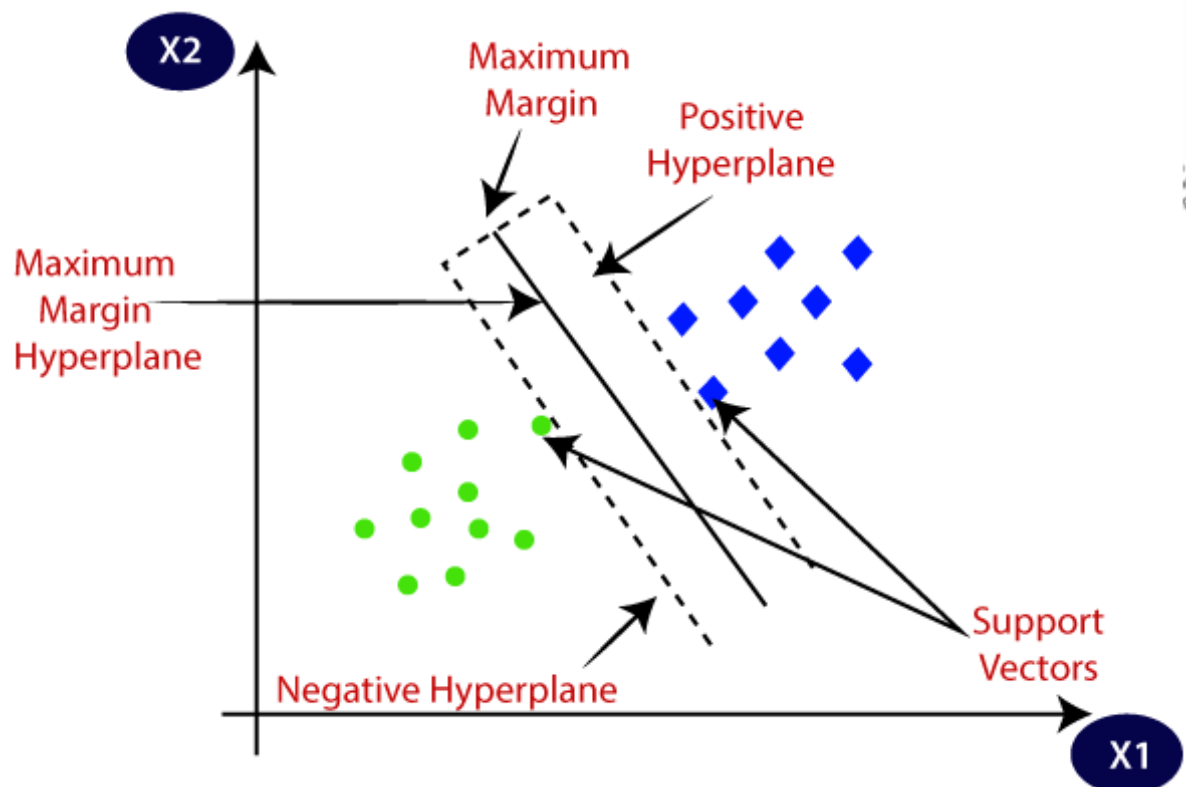 X2
Maximum
Margin
Positive
Hyperplane
Maximum
Margin
Hyperplane
Support
Vectors
Negative Hyperplane
X1